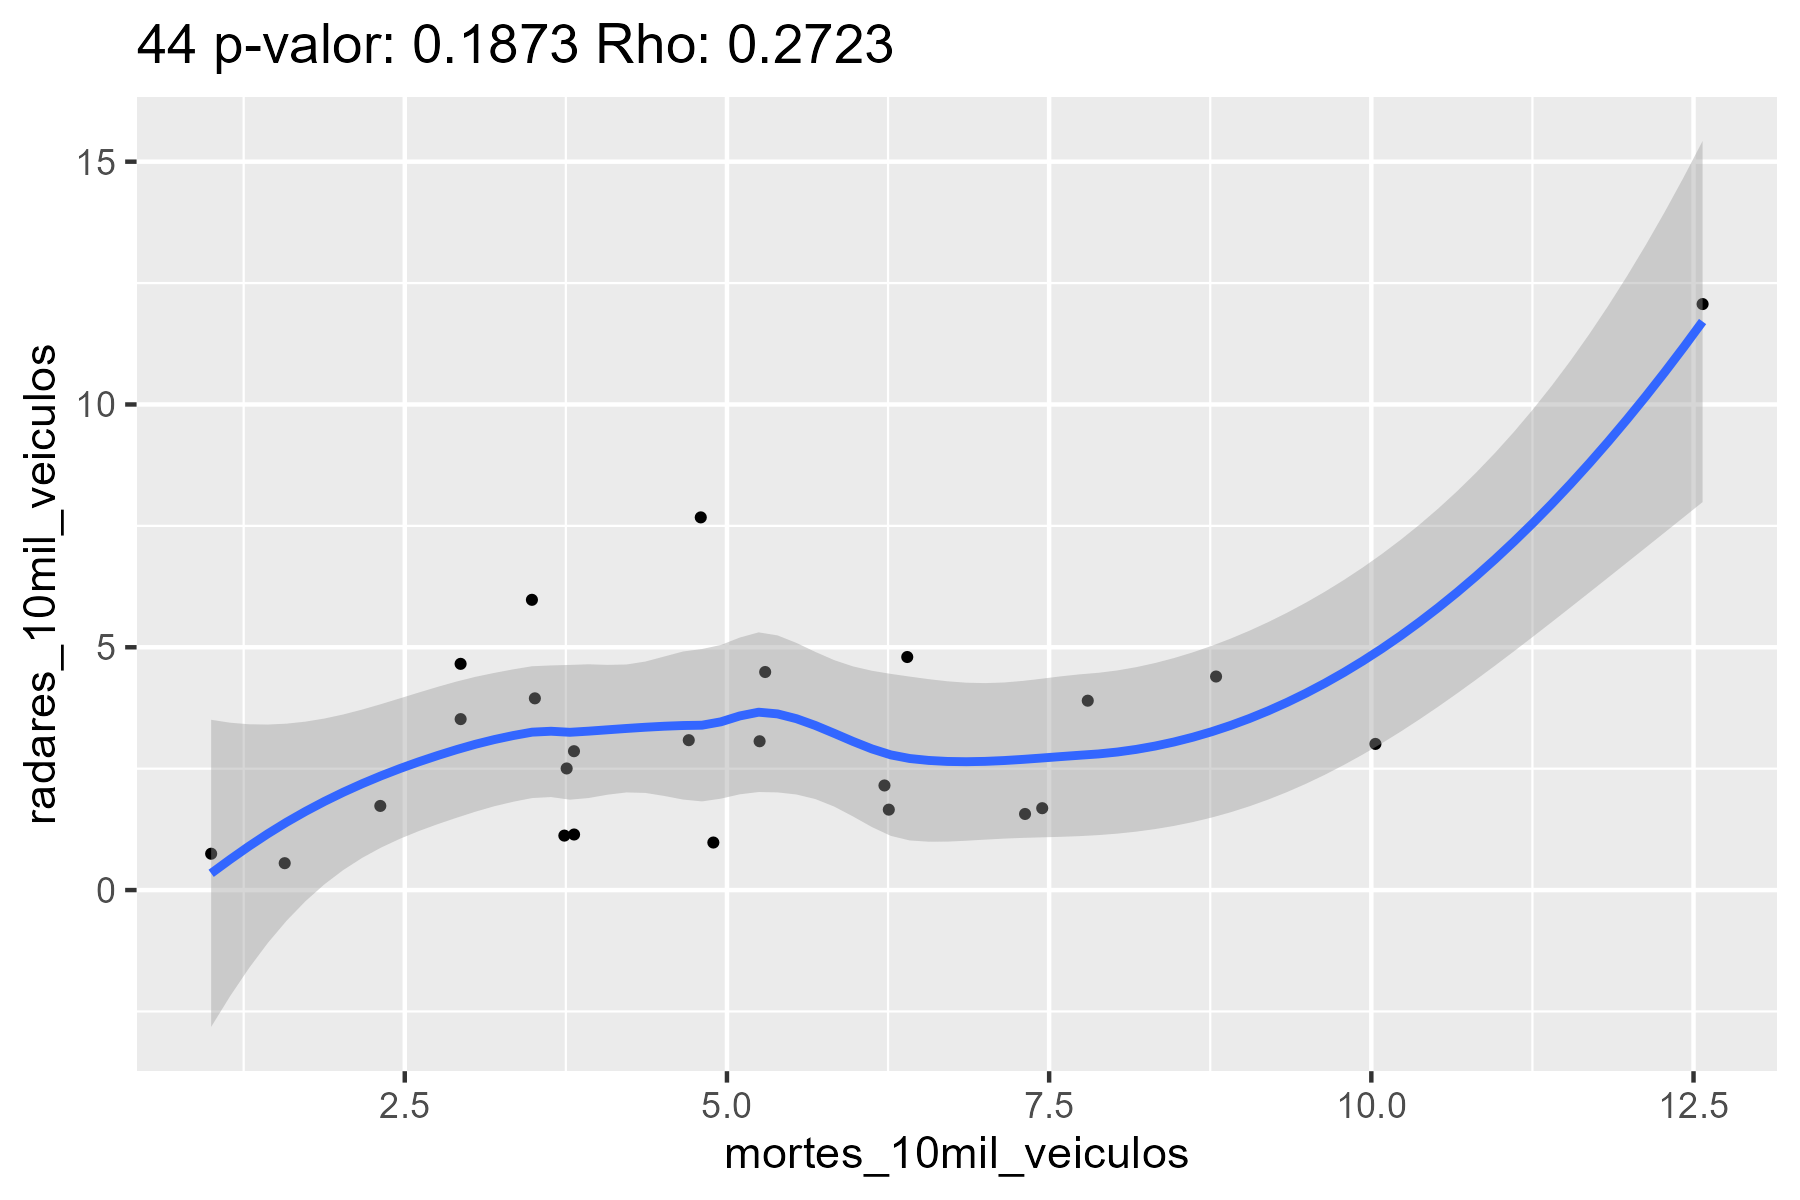 44 p-valor: 0.1873 Rho: 0.2723
radares_10mil_veiculos
15
10
5
0
2.5 5.0 7.5 10.0 12.5
mortes_10mil_veiculos